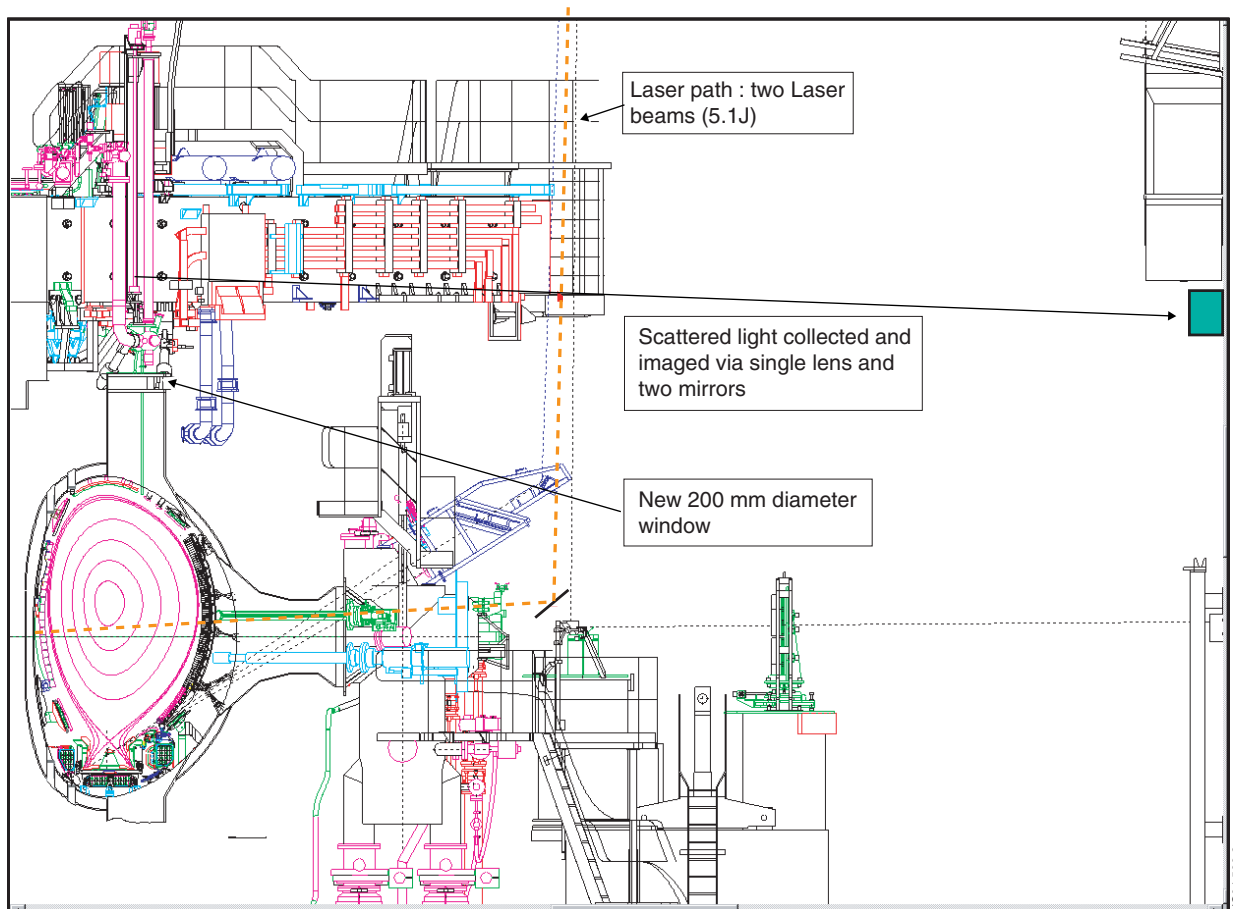 Laser path : two Laser
beams (5.1J)
Scattered light collected and
imaged via single lens and
two mirrors
New 200 mm diameter
window